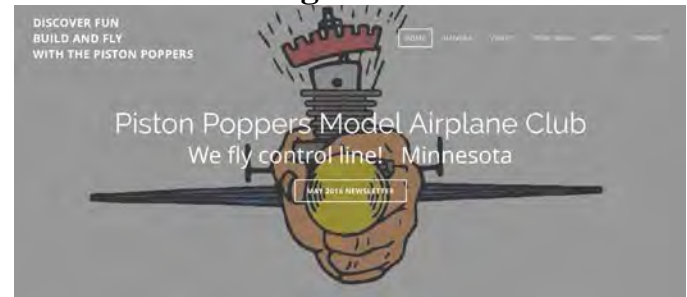 DISCOVER FUN
BUILD AND FLY
WITH THE PISTON POPPERS
HOME
Piston Poppers Model Airplane Club
We fly control line! Minnesota
MAY 2016 NEWSLETTER